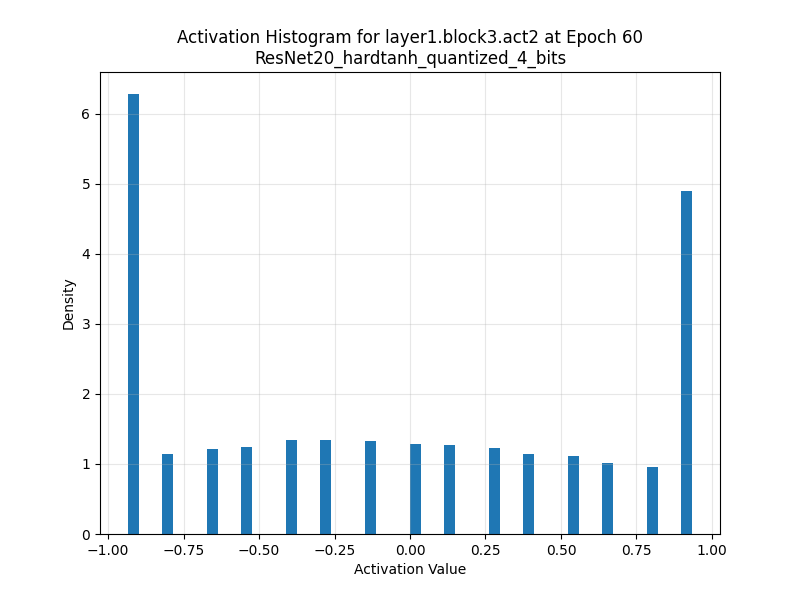 Activation Histogram for layer1.block3.act2 at Epoch 60
ResNet20_hardtanh_quantized_4_bits
Density
6
5
4
3
2
1
0
−1.00 −0.75 −0.50 −0.25 0.00 0.25 0.50 0.75 1.00
Activation Value